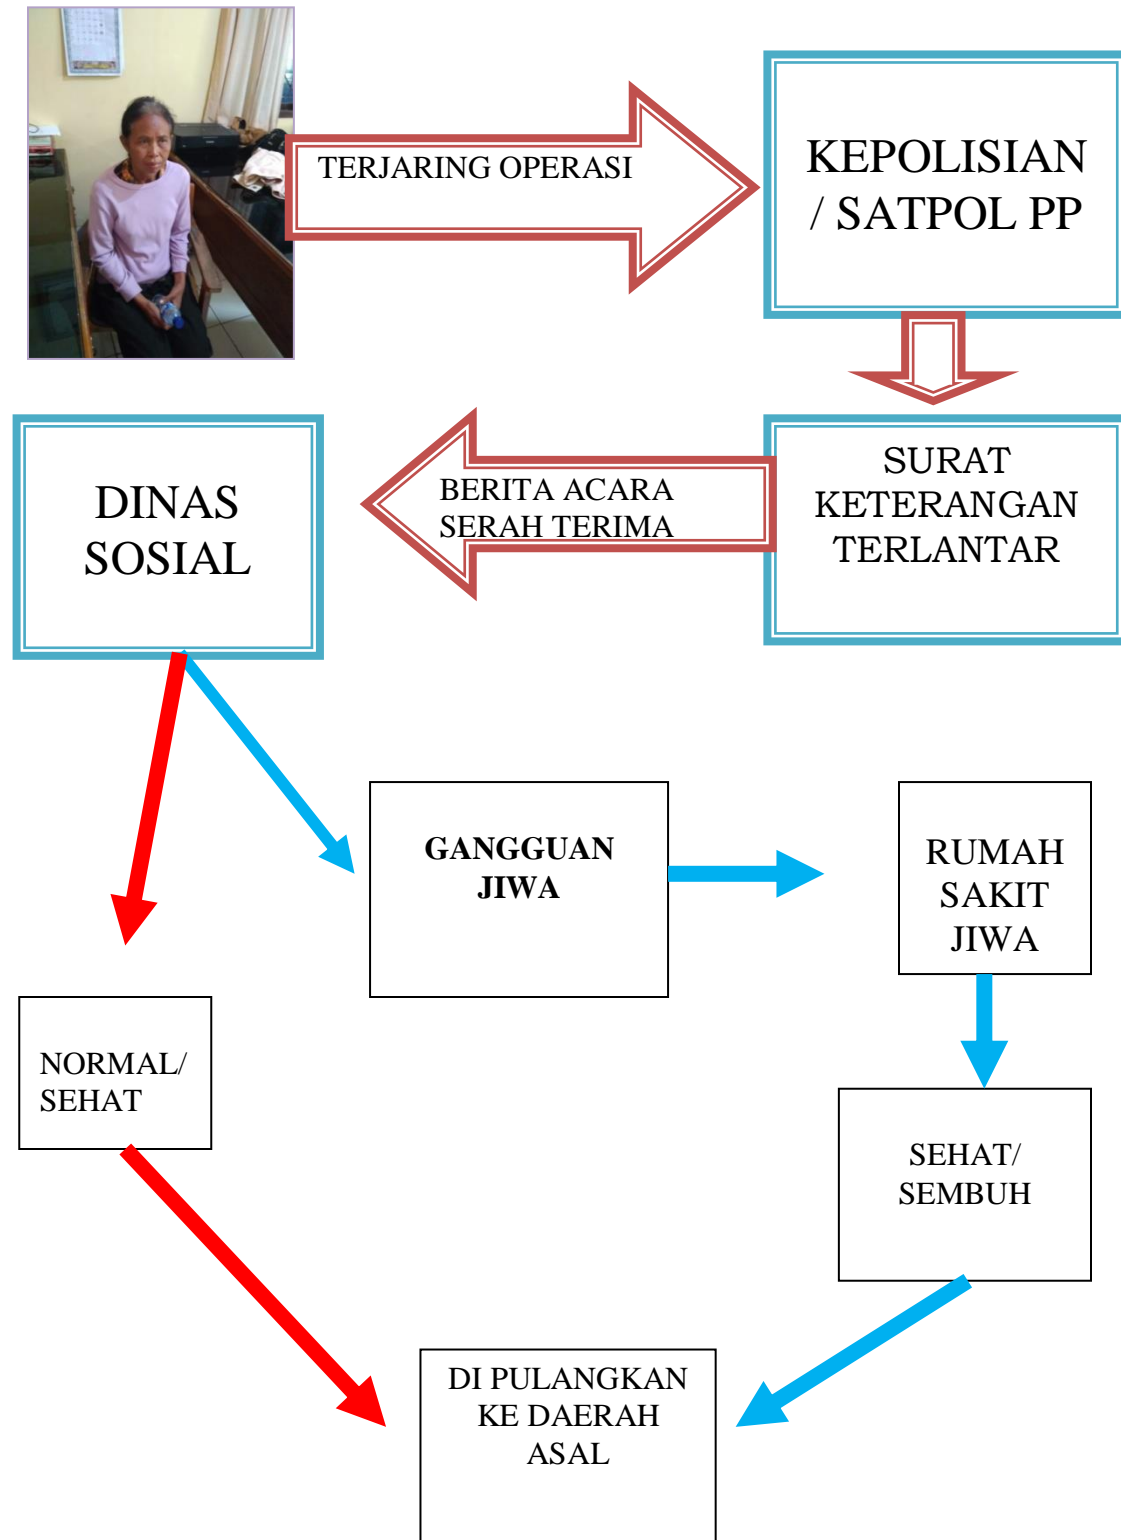 TERJARING OPERASI
KEPOLISIAN
/ SATPOL PP
SURAT
KETERANGAN
TERLANTAR
BERITA ACARA
SERAH TERIMA
DINAS
SOSIAL
GANGGUAN
JIWA
RUMAH
SAKIT
JIWA
NORMAL/
SEHAT
SEHAT/
SEMBUH
DI PULANGKAN
KE DAERAH
ASAL